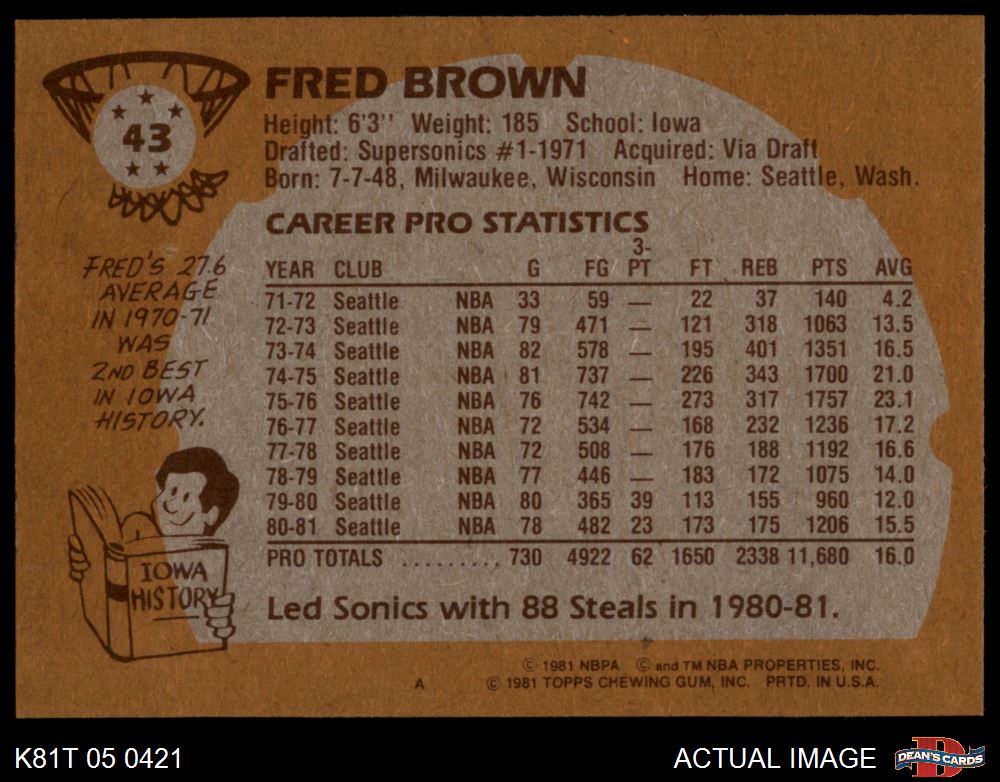 43
FRED BROWN
Height: 6'3" Weight: 185 School: Iowa
Drafted: Supersonics #1-1971 Acquired: Via Draft
Born: 7-7-48, Milwaukee, Wisconsin Home: Seattle, Wash.
FRED'S 27.6
AVERAGE
IN 1970-71
WAS
2ND BEST
IN IOWA
HISTORY.
IOWA
HISTORY
CAREER PRO STATISTICS
YEAR CLUB G FG 3-PT FT REB PTS AVG
71-72 Seattle NBA 33 59 — 22 37 140 4.2
72-73 Seattle NBA 79 471 — 121 318 1063 13.5
73-74 Seattle NBA 82 578 — 195 401 1351 16.5
74-75 Seattle NBA 81 737 — 226 343 1700 21.0
75-76 Seattle NBA 76 742 — 273 317 1757 23.1
76-77 Seattle NBA 72 534 — 168 232 1236 17.2
77-78 Seattle NBA 72 508 — 176 188 1192 16.6
78-79 Seattle NBA 77 446 — 183 172 1075 14.0
79-80 Seattle NBA 80 365 39 113 155 960 12.0
80-81 Seattle NBA 78 482 23 173 175 1206 15.5
PRO TOTALS ......... 730 4922 62 1650 2338 11,680 16.0
Led Sonics with 88 Steals in 1980-81.
© 1981 NBPA © and TM NBA PROPERTIES, INC.
A © 1981 TOPPS CHEWING GUM, INC. PRTD. IN U.S.A.
K81T 05 0421 ACTUAL IMAGE
D
DEAN'S CARDS